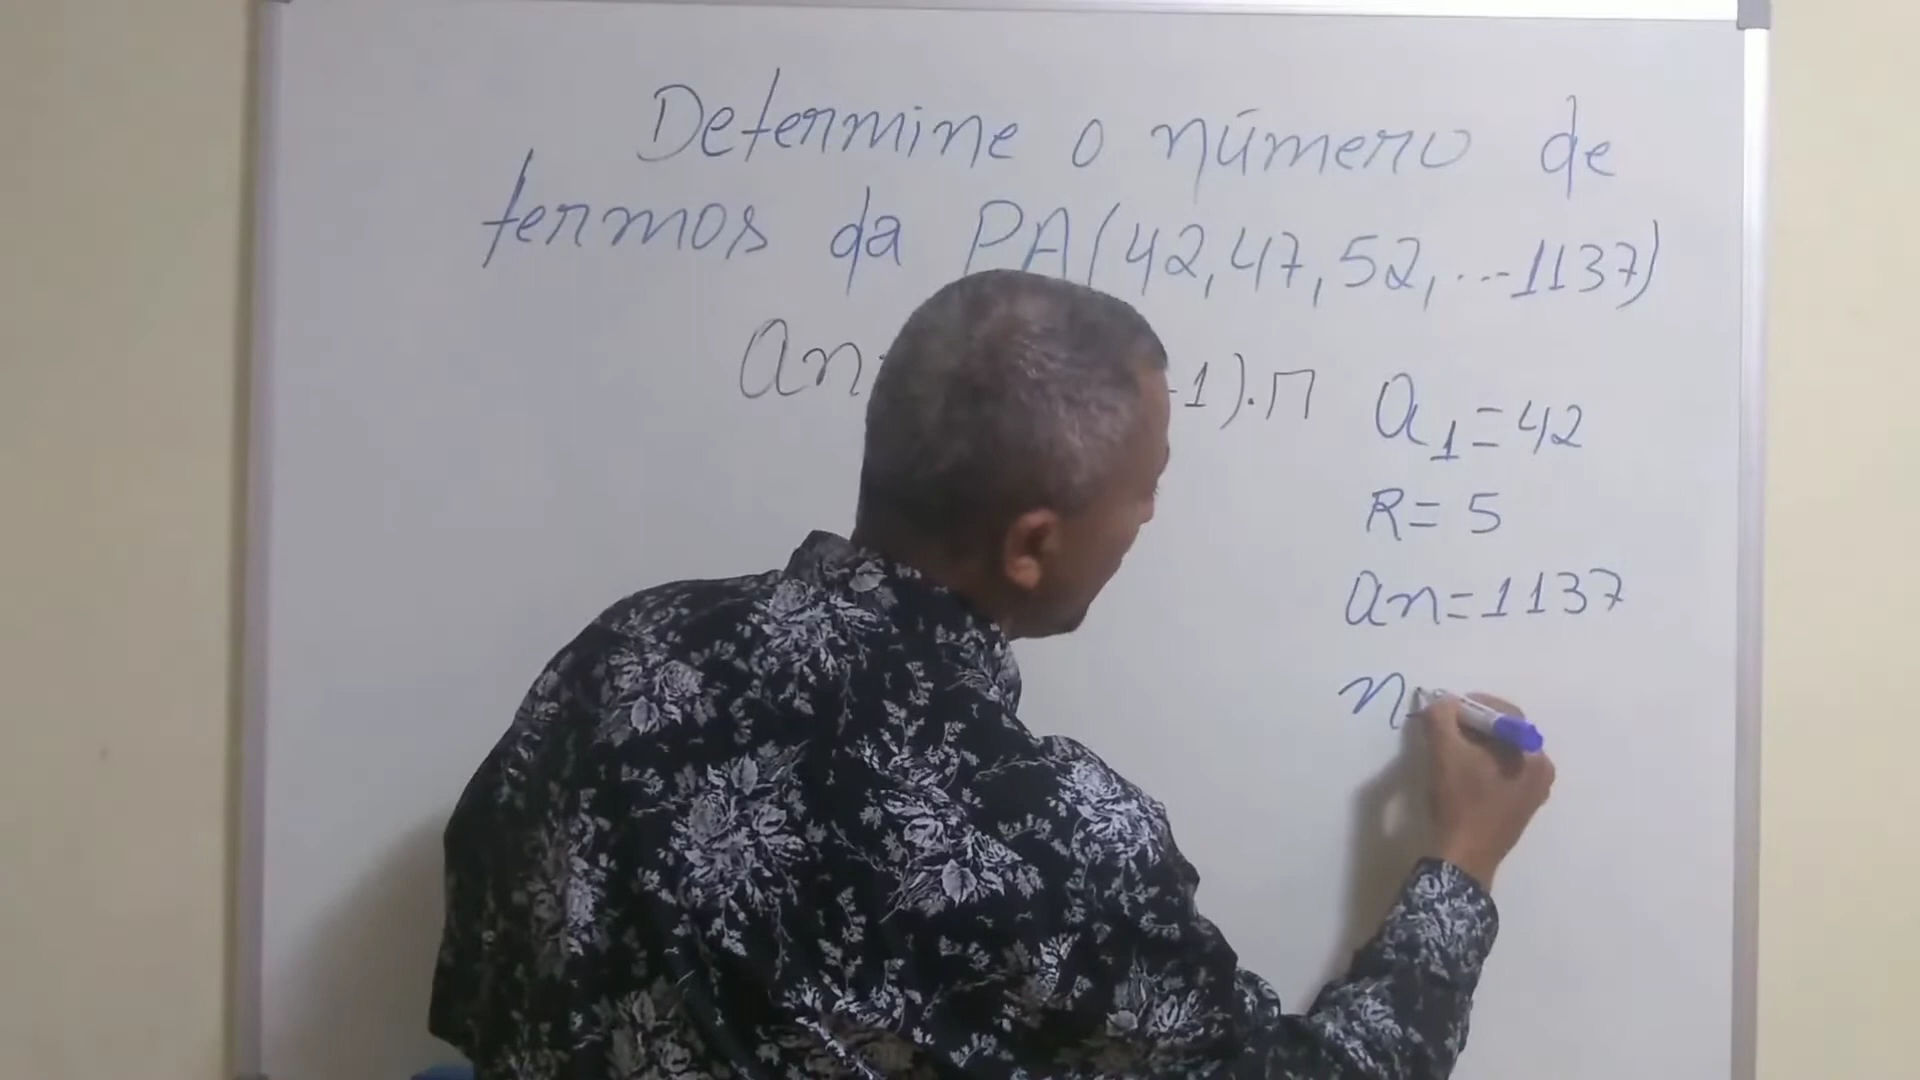 Determine o número de
termos da PA(42,47,52,...1137)
an -1).r
a1=42
R=5
an=1137
n